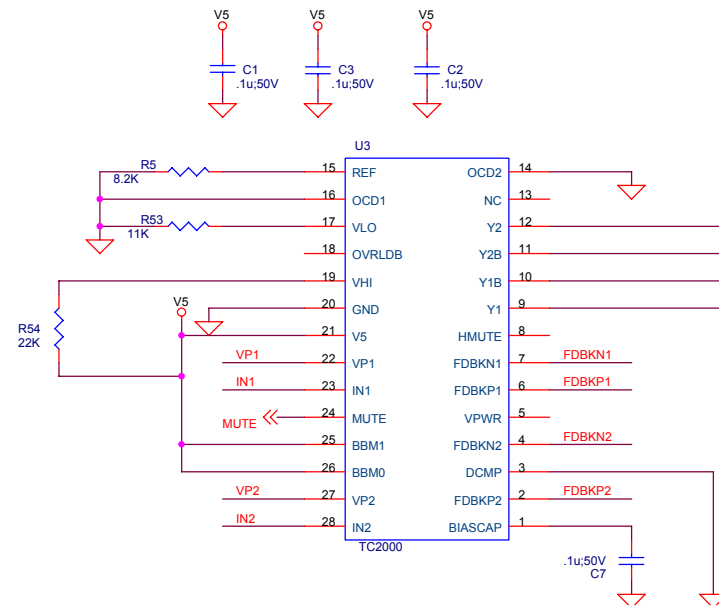 V5
V5
V5
C1
.1u;50V
C3
.1u;50V
C2
.1u;50V
U3
R5
8.2K
15
REF
OCD2
14
16
OCD1
NC
13
R53
11K
17
VLO
Y2
12
18
OVRLDB
Y2B
11
19
VHI
Y1B
10
V5
20
GND
Y1
9
R54
22K
21
V5
HMUTE
8
VP1
22
VP1
FDBKN1
7
FDBKN1
IN1
23
IN1
FDBKP1
6
FDBKP1
MUTE
24
MUTE
VPWR
5
25
BBM1
FDBKN2
4
FDBKN2
26
BBM0
DCMP
3
VP2
27
VP2
FDBKP2
2
FDBKP2
IN2
28
IN2
BIASCAP
1
TC2000
.1u;50V
C7